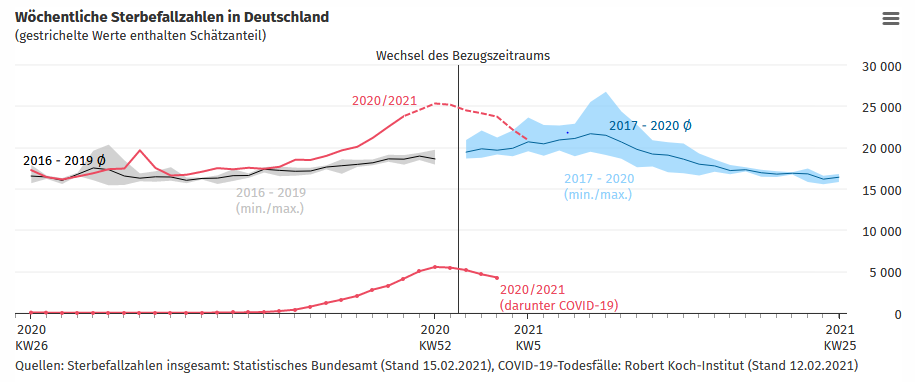 Wöchentliche Sterbefallzahlen in Deutschland
(gestrichelte Werte enthalten Schätzanteil)
Wechsel des Bezugszeitraums
30 000
2020/2021
25 000
2017 - 2020 Ø
20 000
2016 - 2019 Ø
2016 - 2019
(min./max.)
2017 - 2020
(min./max.)
15 000
10 000
5 000
2020/2021
(darunter COVID-19)
0
2020
KW26
2020
KW52
2021
KW5
2021
KW25
Quellen: Sterbefallzahlen insgesamt: Statistisches Bundesamt (Stand 15.02.2021), COVID-19-Todesfälle: Robert Koch-Institut (Stand 12.02.2021)